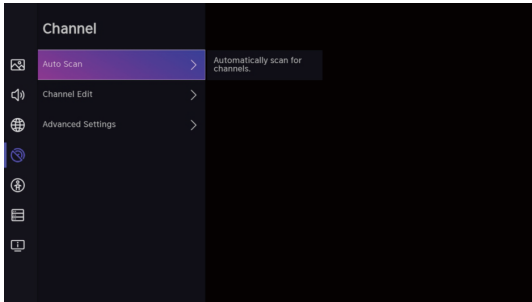 Channel
Auto Scan
Automatically scan for
channels.
Channel Edit
Advanced Settings